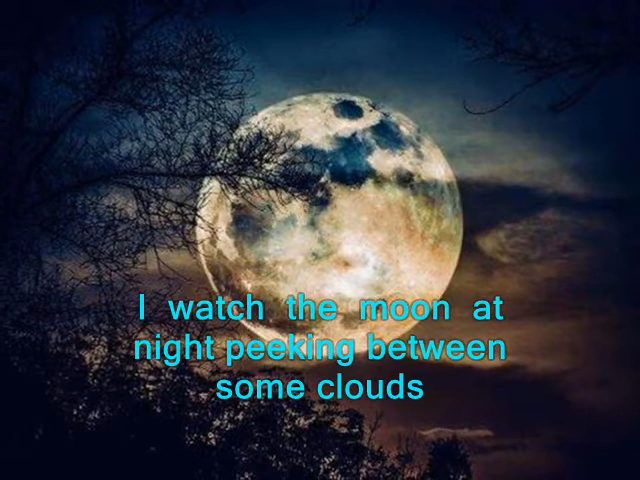 I watch the moon at
night peeking between
some clouds